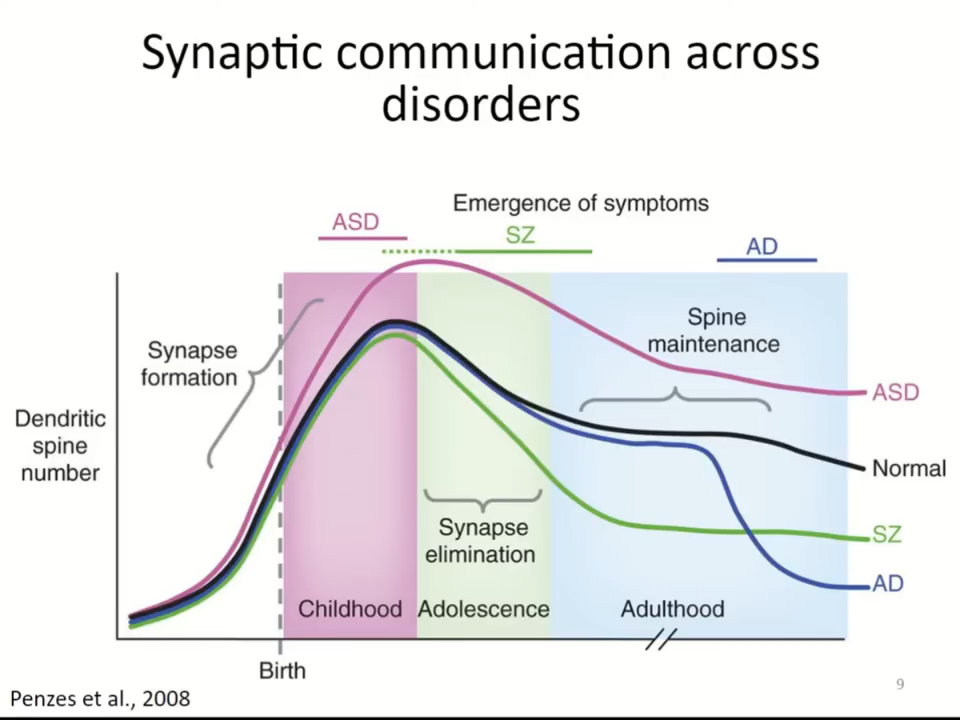 Synaptic communication across
disorders
Emergence of symptoms
ASD
SZ
AD
Synapse
formation
Spine
maintenance
Dendritic
spine
number
ASD
Normal
Synapse
elimination
SZ
AD
Childhood
Adolescence
Adulthood
Birth
Penzes et al., 2008
9